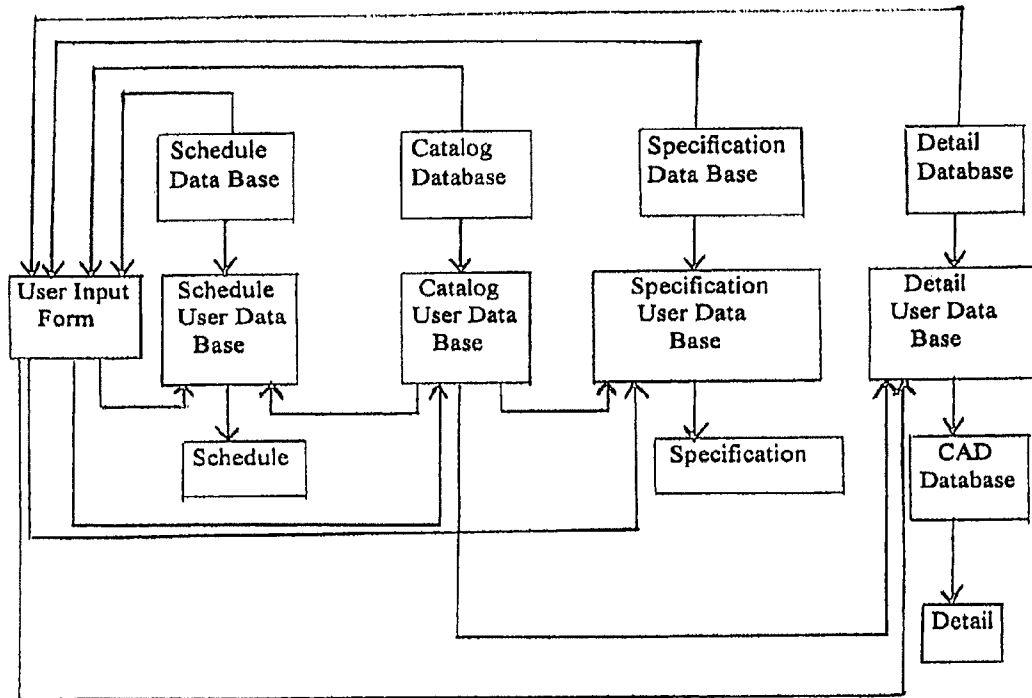 Schedule
Data Base
Catalog
Database
Specification
Data Base
Detail
Database
User Input
Form
Schedule
User Data
Base
Catalog
User Data
Base
Specification
User Data
Base
Detail
User Data
Base
Schedule
Specification
CAD
Database
Detail